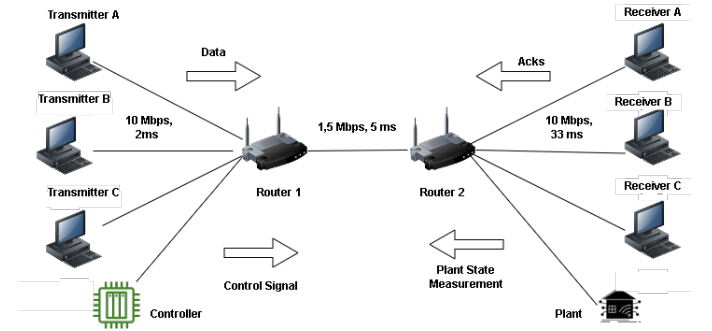 Transmitter A
Receiver A
Data
Acks
Transmitter B
Receiver B
10 Mbps,
2ms
1,5 Mbps, 5 ms
10 Mbps,
33 ms
Transmitter C
Router 1
Router 2
Receiver C
Control Signal
Plant State
Measurement
Controller
Plant